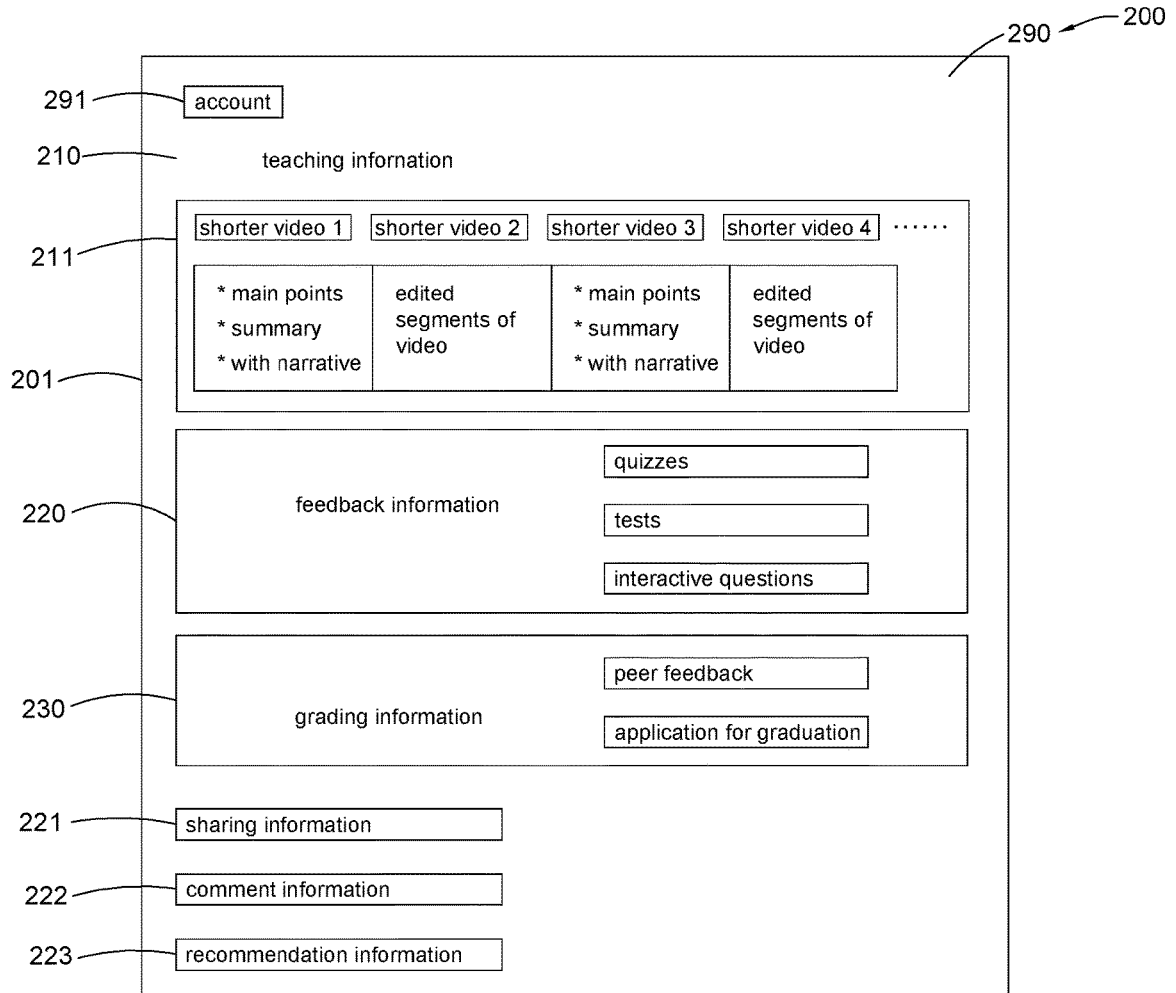 200
290
291
account
210
teaching infornation
211
shorter video 1 shorter video 2 shorter video 3 shorter video 4 ......
* main points
* summary
* with narrative
edited
segments of
video
* main points
* summary
* with narrative
edited
segments of
video
201
220
feedback information
quizzes
tests
interactive questions
230
grading information
peer feedback
application for graduation
221
sharing information
222
comment information
223
recommendation information